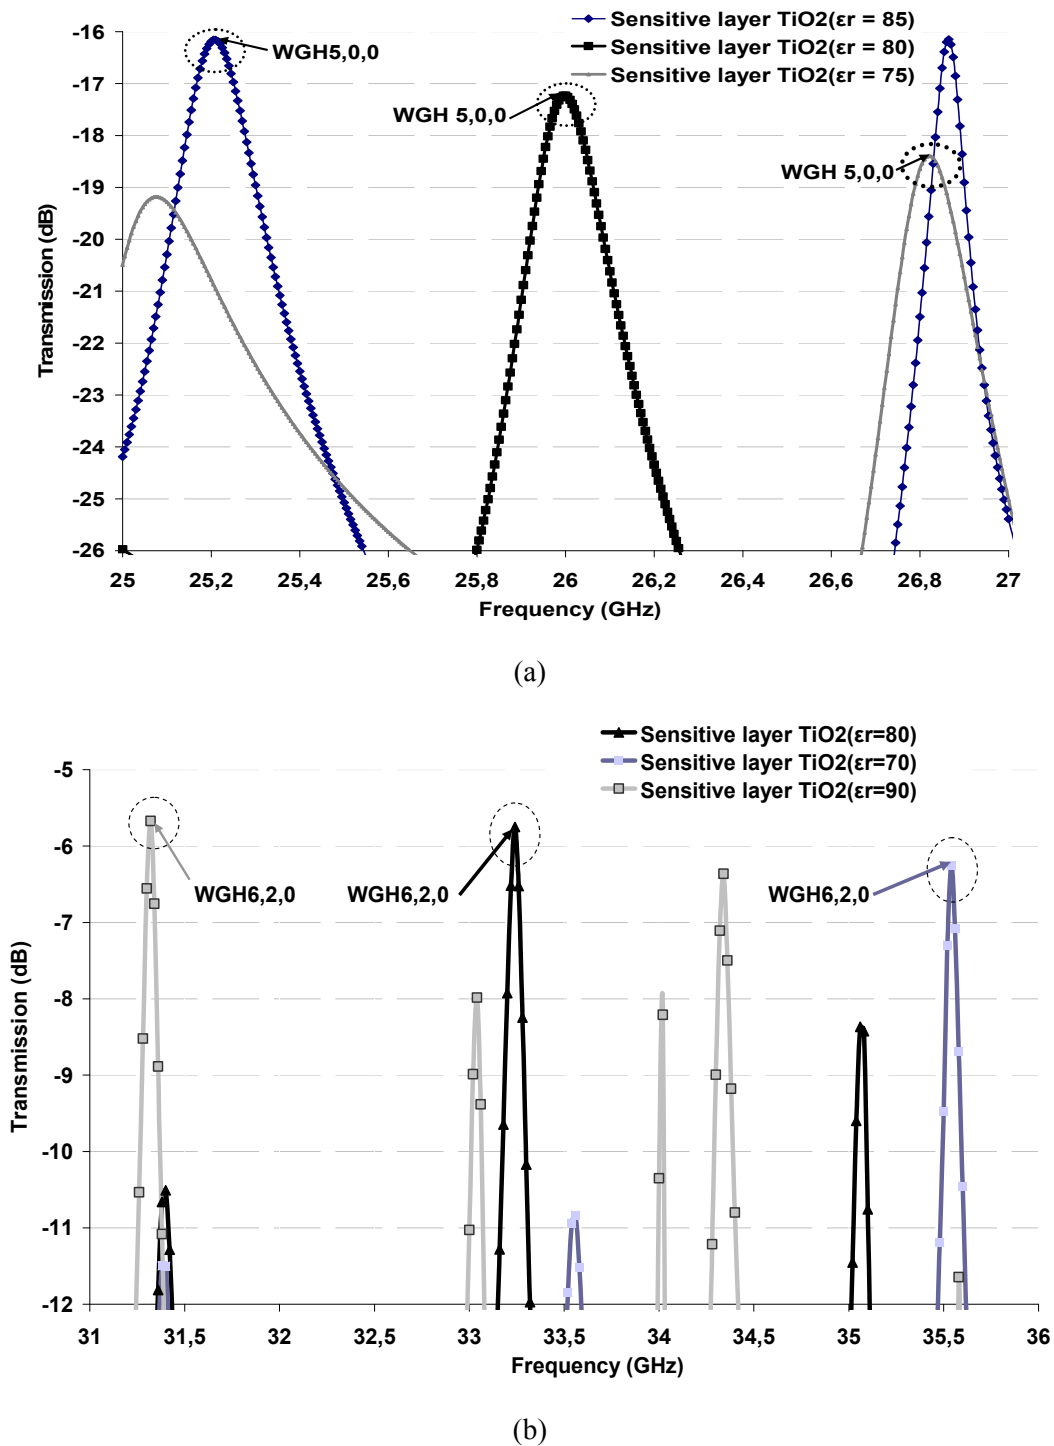 Sensitive layer TiO2(εr = 85)
Sensitive layer TiO2(εr = 80)
Sensitive layer TiO2(εr = 75)
-16
-17
-18
-19
-20
-21
-22
-23
-24
-25
-26
Transmission (dB)
WGH5,0,0
WGH 5,0,0
WGH 5,0,0
25 25,2 25,4 25,6 25,8 26 26,2 26,4 26,6 26,8 27
Frequency (GHz)
(a)
Sensitive layer TiO2(εr=80)
Sensitive layer TiO2(εr=70)
Sensitive layer TiO2(εr=90)
-5
-6
-7
-8
-9
-10
-11
-12
Transmission (dB)
WGH6,2,0 WGH6,2,0 WGH6,2,0
31 31,5 32 32,5 33 33,5 34 34,5 35 35,5 36
Frequency (GHz)
(b)